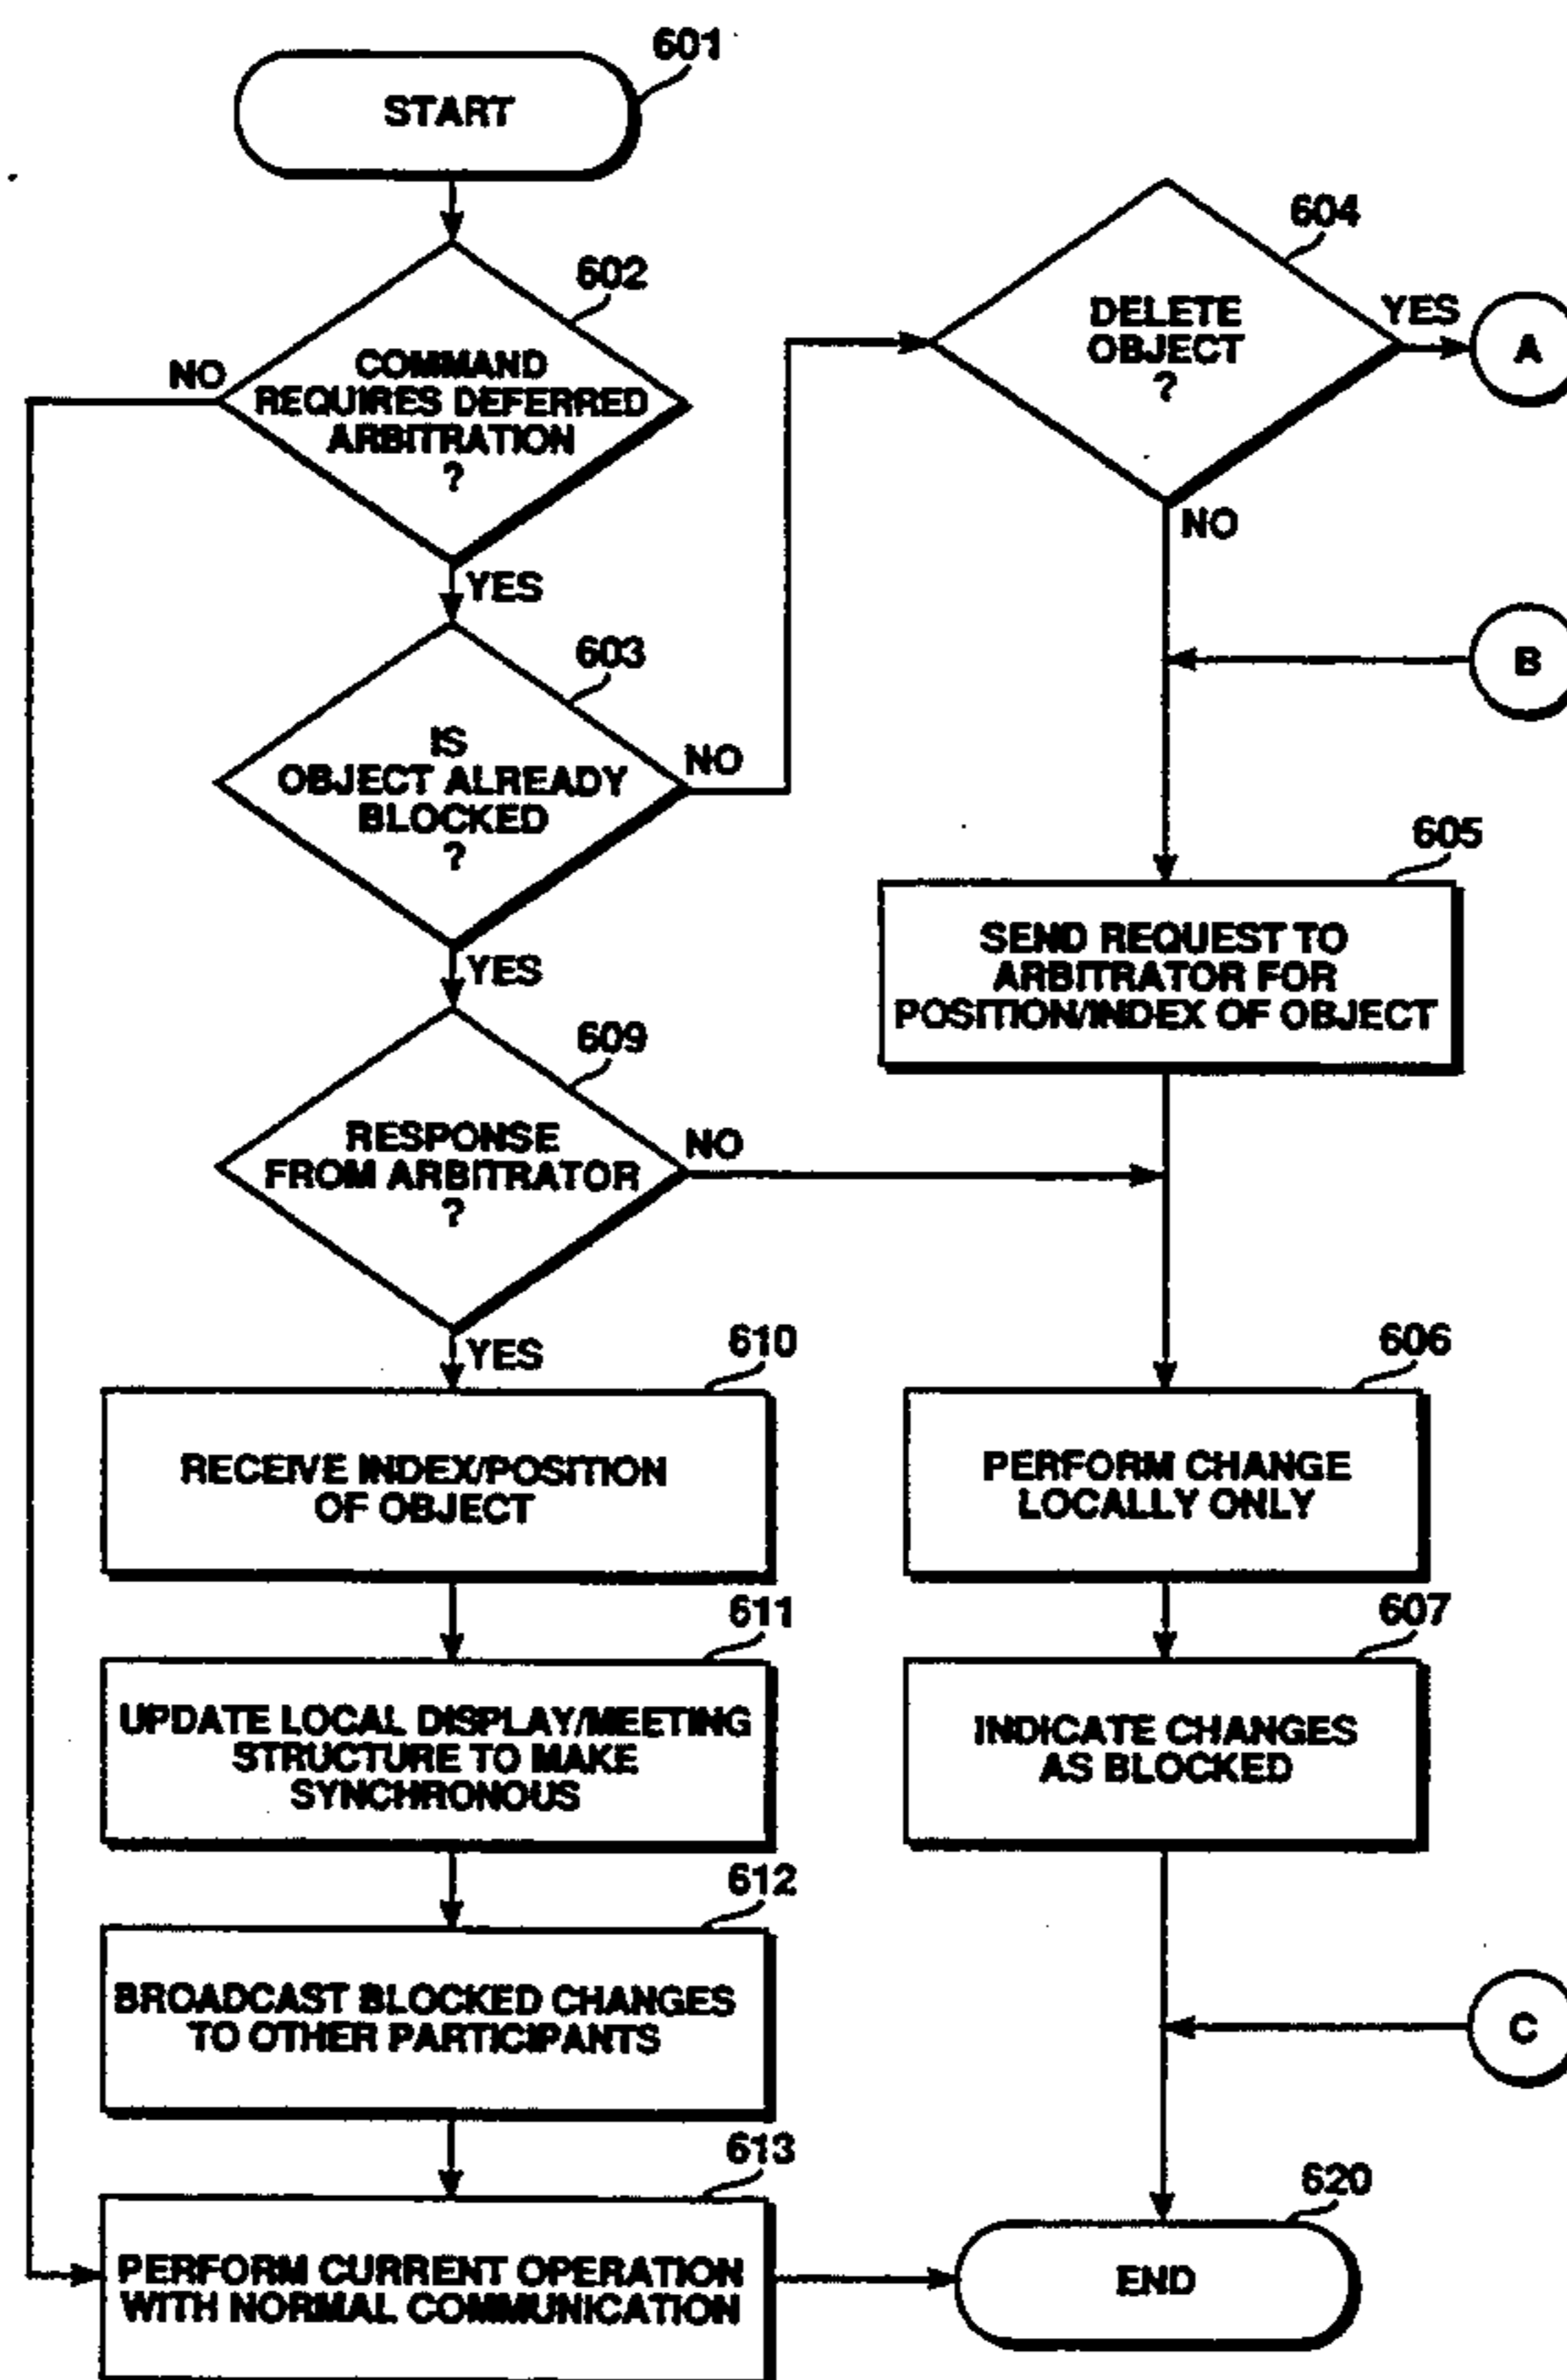 601
START
602
COMMAND
REQUIRES DEFERRED
ARBITRATION
?
NO
YES
603
IS
OBJECT ALREADY
BLOCKED
?
NO
YES
609
RESPONSE
FROM ARBITRATOR
?
NO
YES
610
RECEIVE INDEX/POSITION
OF OBJECT
611
UPDATE LOCAL DISPLAY/MEETING
STRUCTURE TO MAKE
SYNCHRONOUS
612
BROADCAST BLOCKED CHANGES
TO OTHER PARTICIPANTS
613
PERFORM CURRENT OPERATION
WITH NORMAL COMMUNICATION
604
DELETE
OBJECT
?
YES
A
NO
B
605
SEND REQUEST TO
ARBITRATOR FOR
POSITION/INDEX OF OBJECT
606
PERFORM CHANGE
LOCALLY ONLY
607
INDICATE CHANGES
AS BLOCKED
C
620
END